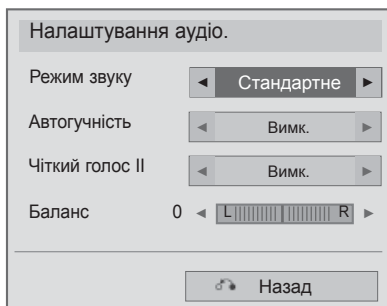 Налаштування аудіо.
Режим звуку ◄ Стандартне ►
Автогучність ◄ Вимк. ►
Чіткий голос II ◄ Вимк. ►
Баланс 0 ◄ L R ►
Назад